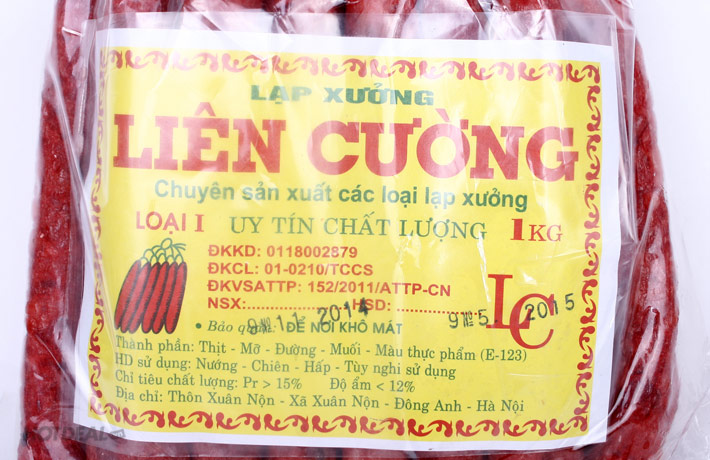 LẠP XƯỞNG
LIÊN CƯỜNG
Chuyên sản xuất các loại lạp xưởng
LOẠI I UY TÍN CHẤT LƯỢNG 1KG
ĐKKD: 0118002879
ĐKCL: 01-0210/TCCS
ĐKVSATTP: 152/2011/ATTP-CN
NSX:................HSD: ................
9 № 11 2014 9 № 5. 2015
LC
• Bảo quản: ĐỂ NƠI KHÔ MÁT
Thành phần: Thịt - Mỡ - Đường - Muối - Màu thực phẩm (E-123)
HD sử dụng: Nướng - Chiên - Hấp - Tùy nghi sử dụng
Chỉ tiêu chất lượng: Pr > 15% Độ ẩm < 12%
Địa chỉ: Thôn Xuân Nộn - Xã Xuân Nộn - Đông Anh - Hà Nội